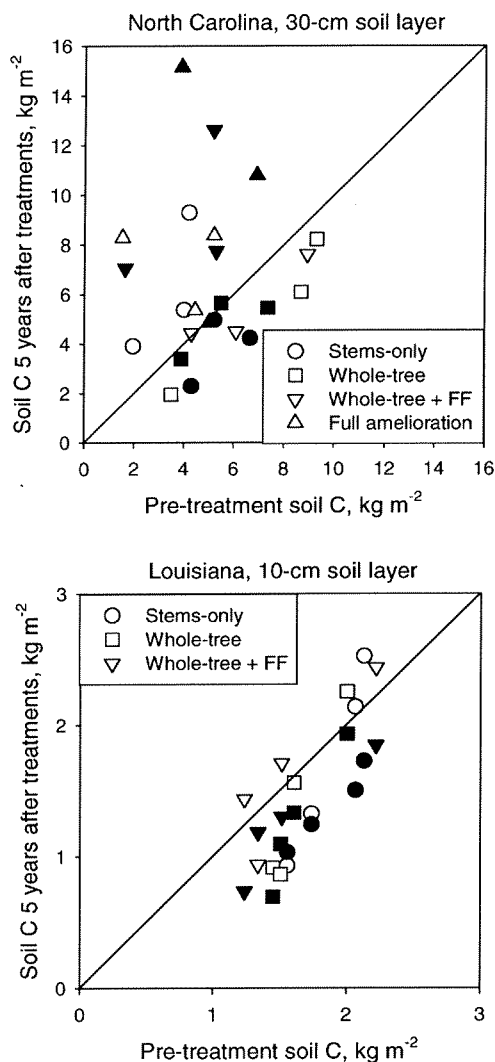 North Carolina, 30-cm soil layer
Soil C 5 years after treatments, kg m-2
16
14
12
10
8
6
4
2
0
Stems-only
Whole-tree
Whole-tree + FF
Full amelioration
0 2 4 6 8 10 12 14 16
Pre-treatment soil C, kg m-2
Louisiana, 10-cm soil layer
Soil C 5 years after treatments, kg m-2
3
2
1
0
Stems-only
Whole-tree
Whole-tree + FF
0 1 2 3
Pre-treatment soil C, kg m-2